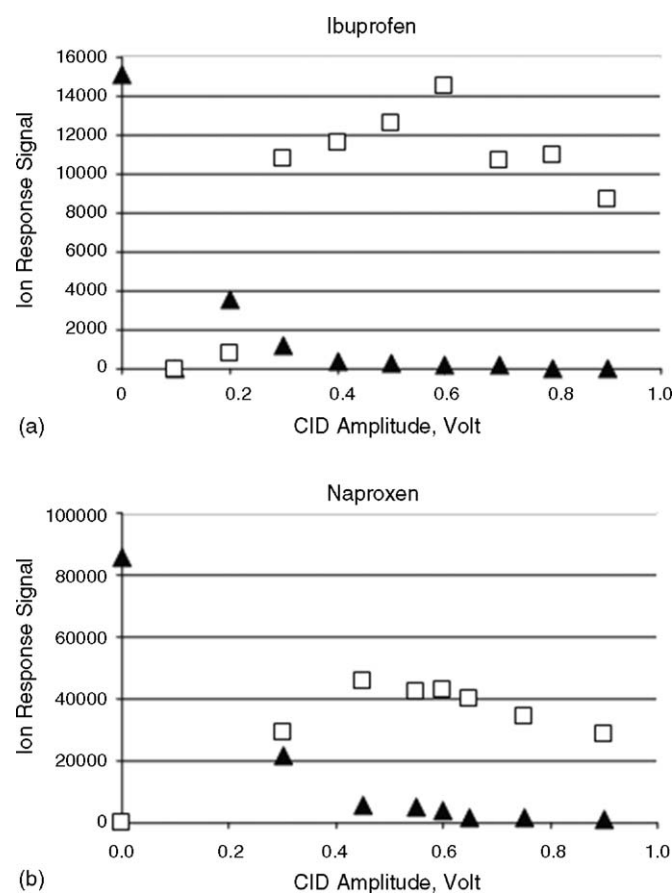 Ibuprofen
16000
14000
12000
10000
8000
6000
4000
2000
0
Ion Response Signal
0 0.2 0.4 0.6 0.8 1.0
(a) CID Amplitude, Volt
Naproxen
100000
80000
60000
40000
20000
0
Ion Response Signal
0.0 0.2 0.4 0.6 0.8 1.0
(b) CID Amplitude, Volt